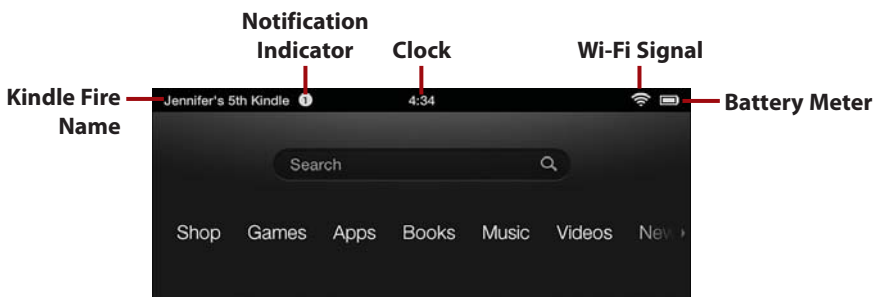 Notification
Indicator
Clock
Wi-Fi Signal
Kindle Fire
Name
Battery Meter
Jennifer's 5th Kindle 1
4:34
Search
Shop Games Apps Books Music Videos New